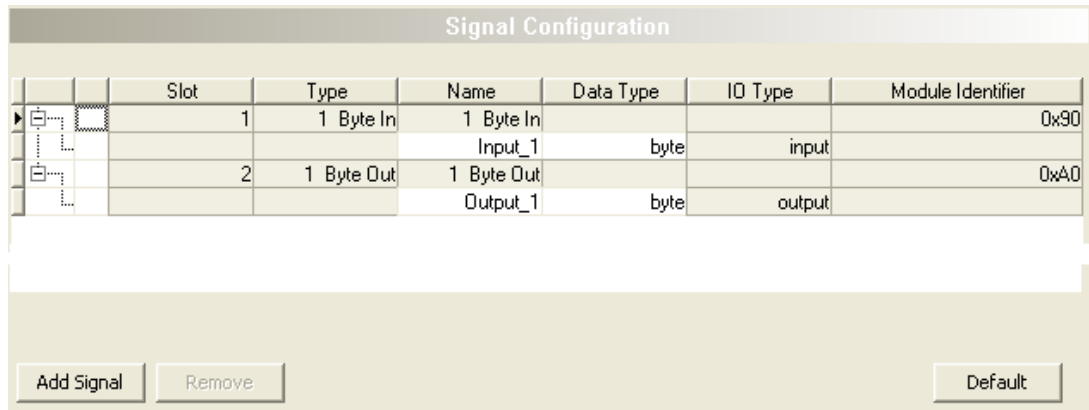 Signal Configuration
Slot Type Name Data Type IO Type Module Identifier
1 1 Byte In 1 Byte In 0x90
Input_1 byte input
2 1 Byte Out 1 Byte Out 0xA0
Output_1 byte output
Add Signal Remove Default